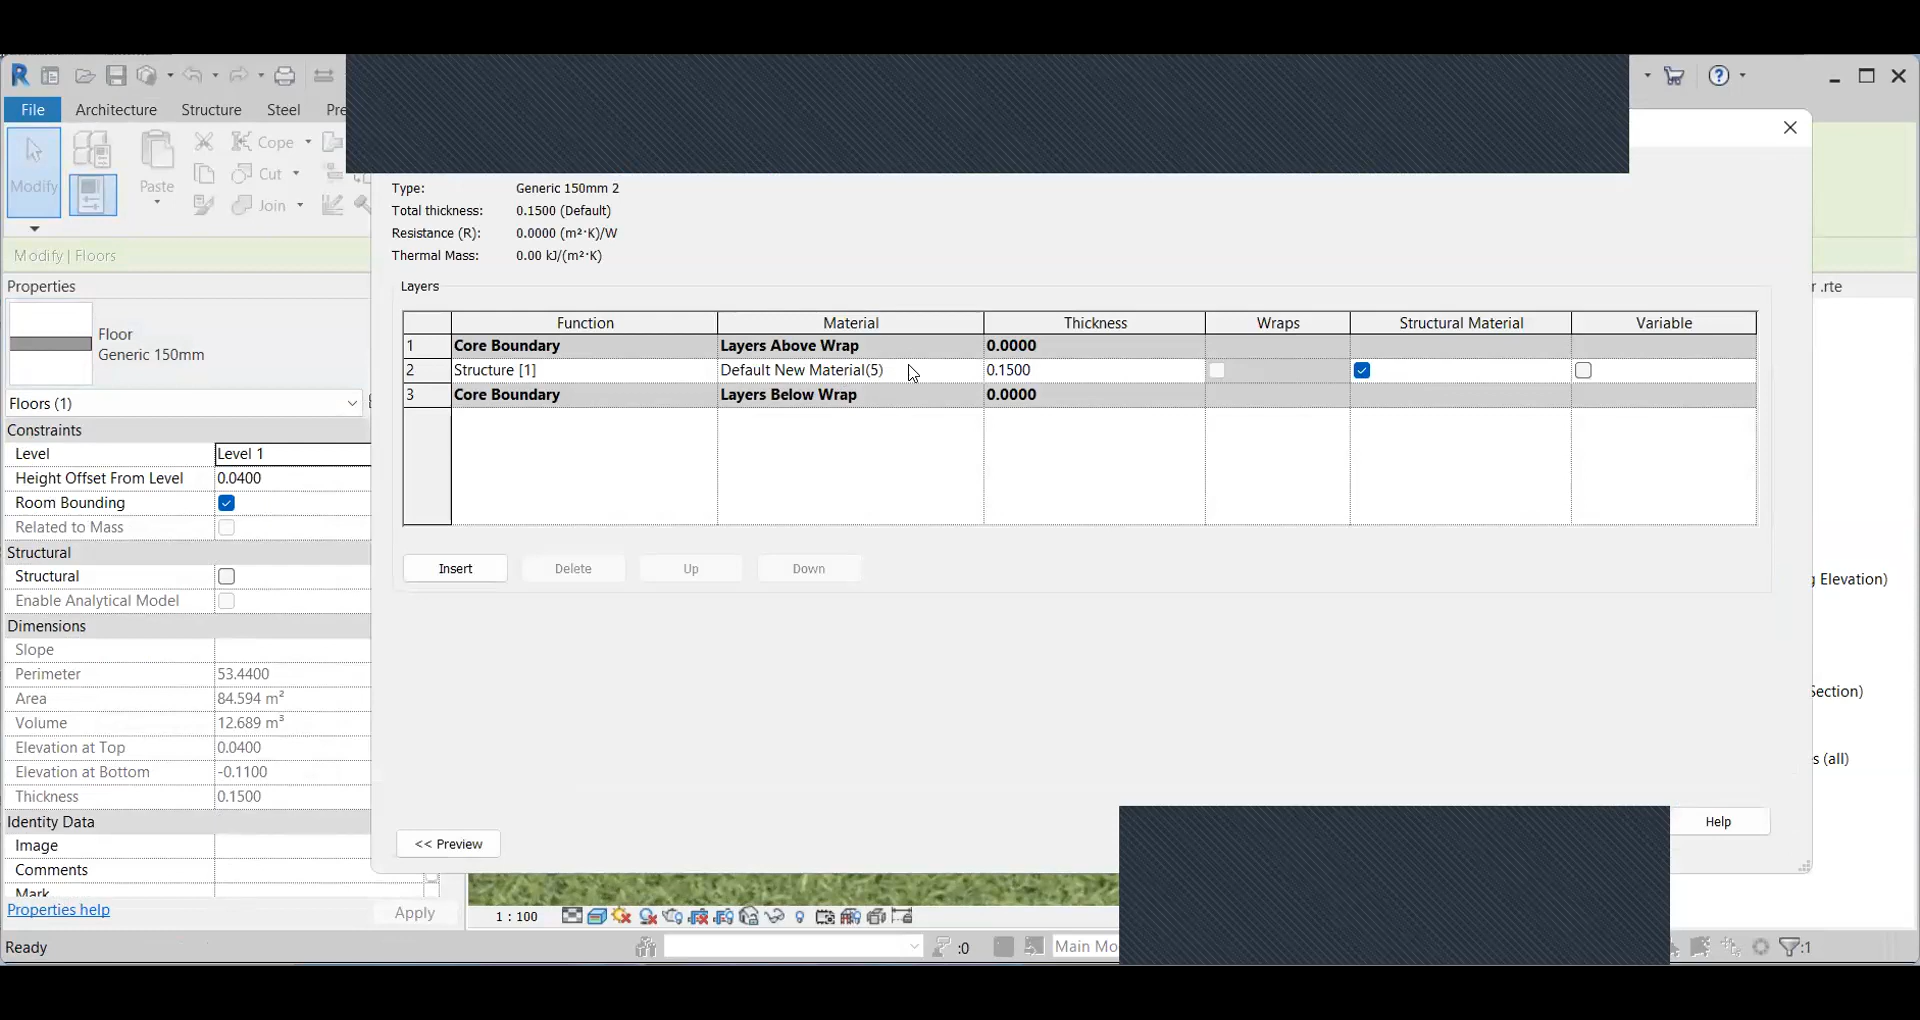 File Architecture Structure Steel Pre
Modify
Paste
Cope
Cut
Join
Modify | Floors
Properties
Floor
Generic 150mm
Floors (1)
Constraints
Level Level 1
Height Offset From Level 0.0400
Room Bounding
Related to Mass
Structural
Structural
Enable Analytical Model
Dimensions
Slope
Perimeter 53.4400
Area 84.594 m²
Volume 12.689 m³
Elevation at Top 0.0400
Elevation at Bottom -0.1100
Thickness 0.1500
Identity Data
Image
Comments
Mark
Properties help Apply
Ready
Type: Generic 150mm 2
Total thickness: 0.1500 (Default)
Resistance (R): 0.0000 (m²·K)/W
Thermal Mass: 0.00 kJ/(m²·K)
Layers
Function Material Thickness Wraps Structural Material Variable
1 Core Boundary Layers Above Wrap 0.0000
2 Structure [1] Default New Material(5) 0.1500
3 Core Boundary Layers Below Wrap 0.0000
Insert Delete Up Down
<< Preview
Help
r .rte
g Elevation)
Section)
s (all)
1 : 100
:0
Main Mo
:1